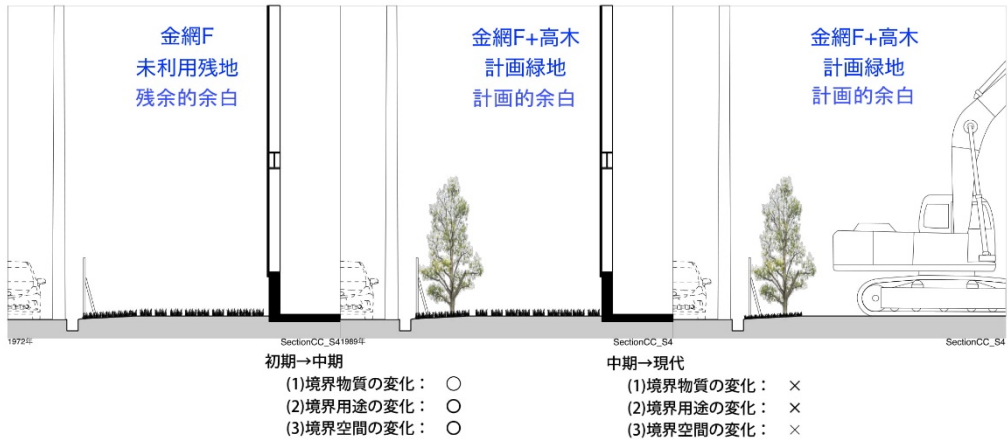 金網F
未利用残地
残余的余白
金網F+高木
計画緑地
計画的余白
金網F+高木
計画緑地
計画的余白
1972年
SectionCC_S4
1989年
SectionCC_S4
SectionCC_S4
初期→中期
(1)境界物質の変化： ○
(2)境界用途の変化： ○
(3)境界空間の変化： ○
中期→現代
(1)境界物質の変化： ×
(2)境界用途の変化： ×
(3)境界空間の変化： ×